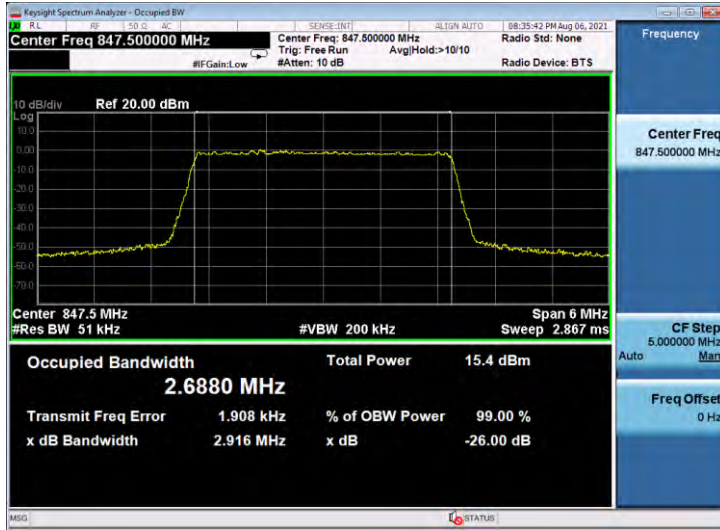 Keysight Spectrum Analyzer - Occupied BW
RL RF 50 Ω AC SENSE:INT ALIGN AUTO 08:35:42 PM Aug 06, 2021
Center Freq 847.500000 MHz Center Freq: 847.500000 MHz Radio Std: None
Trig: Free Run Avg|Hold:>10/10
#IFGain:Low #Atten: 10 dB Radio Device: BTS
Frequency
10 dB/div Ref 20.00 dBm
Log
10.0
0.00
-10.0
-20.0
-30.0
-40.0
-50.0
-60.0
-70.0
Center 847.5 MHz Span 6 MHz
#Res BW 51 kHz #VBW 200 kHz Sweep 2.867 ms
Occupied Bandwidth Total Power 15.4 dBm
2.6880 MHz
Transmit Freq Error 1.908 kHz % of OBW Power 99.00 %
x dB Bandwidth 2.916 MHz x dB -26.00 dB
Center Freq
847.500000 MHz
CF Step
5.000000 MHz
Auto Man
Freq Offset
0 Hz
MSG STATUS